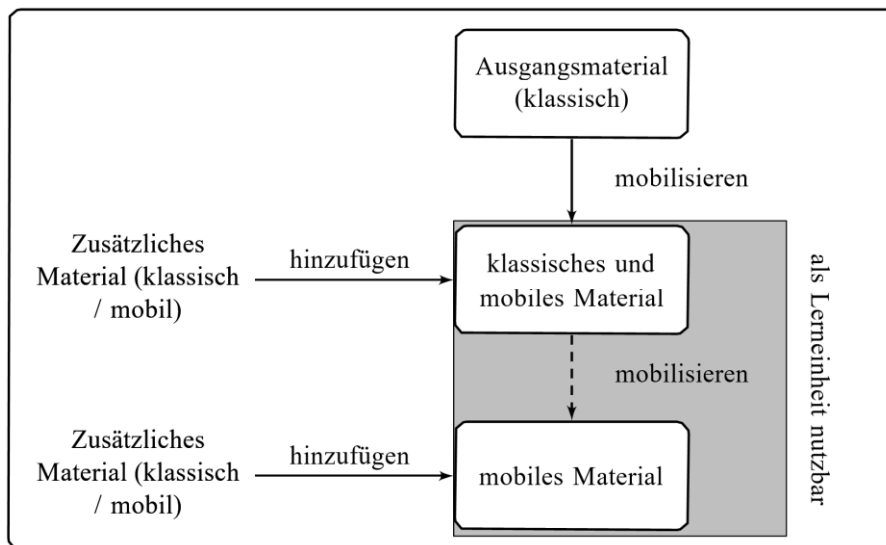 Ausgangsmaterial
(klassisch)
mobilisieren
Zusätzliches
Material (klassisch
/ mobil)
hinzufügen
klassisches und
mobiles Material
als Lerneinheit nutzbar
mobilisieren
Zusätzliches
Material (klassisch
/ mobil)
hinzufügen
mobiles Material